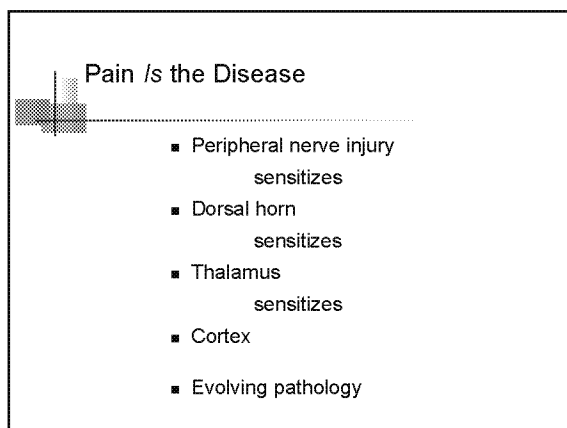 Pain Is the Disease
■ Peripheral nerve injury
sensitizes
■ Dorsal horn
sensitizes
■ Thalamus
sensitizes
■ Cortex
■ Evolving pathology